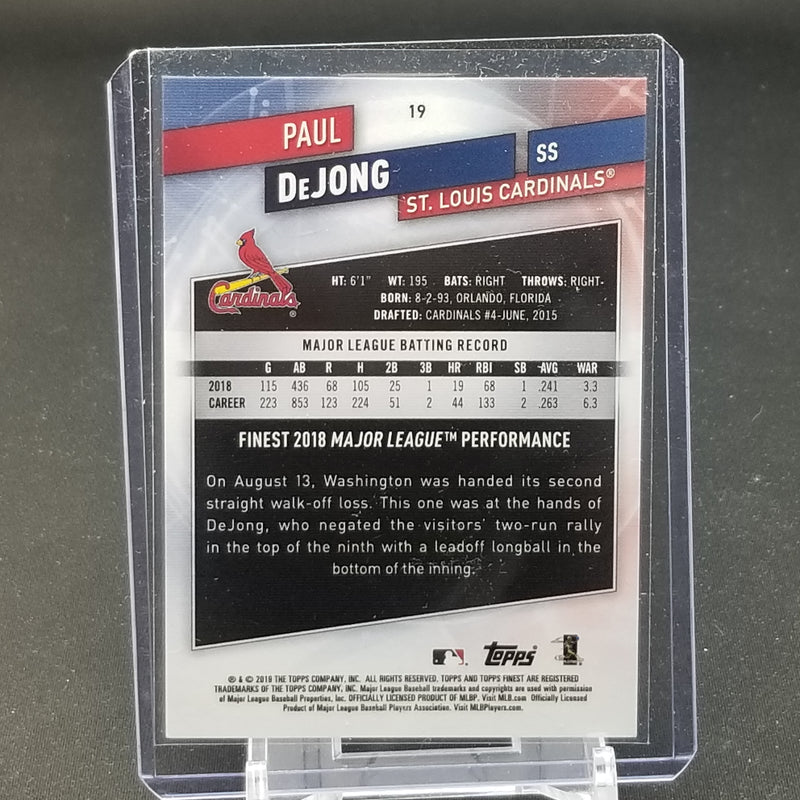 19
PAUL
DeJONG
SS
ST. LOUIS CARDINALS®
Cardinals®
HT: 6'1" WT: 195 BATS: RIGHT THROWS: RIGHT
BORN: 8-2-93, ORLANDO, FLORIDA
DRAFTED: CARDINALS #4-JUNE, 2015
MAJOR LEAGUE BATTING RECORD
G AB R H 2B 3B HR RBI SB AVG WAR
2018 115 436 68 105 25 1 19 68 1 .241 3.3
CAREER 223 853 123 224 51 2 44 133 2 .263 6.3
FINEST 2018 MAJOR LEAGUE™ PERFORMANCE
On August 13, Washington was handed its second
straight walk-off loss. This one was at the hands of
DeJong, who negated the visitors' two-run rally
in the top of the ninth with a leadoff longball in the
bottom of the inning.
Topps
® & © 2019 THE TOPPS COMPANY, INC. ALL RIGHTS RESERVED. TOPPS AND TOPPS FINEST ARE REGISTERED
TRADEMARKS OF THE TOPPS COMPANY, INC. Major League Baseball trademarks and copyrights are used with permission
of Major League Baseball Properties, Inc. OFFICIALLY LICENSED PRODUCT OF MLBP. Visit MLB.com Officially Licensed
Product of Major League Baseball Players Association. Visit MLBPlayers.com.